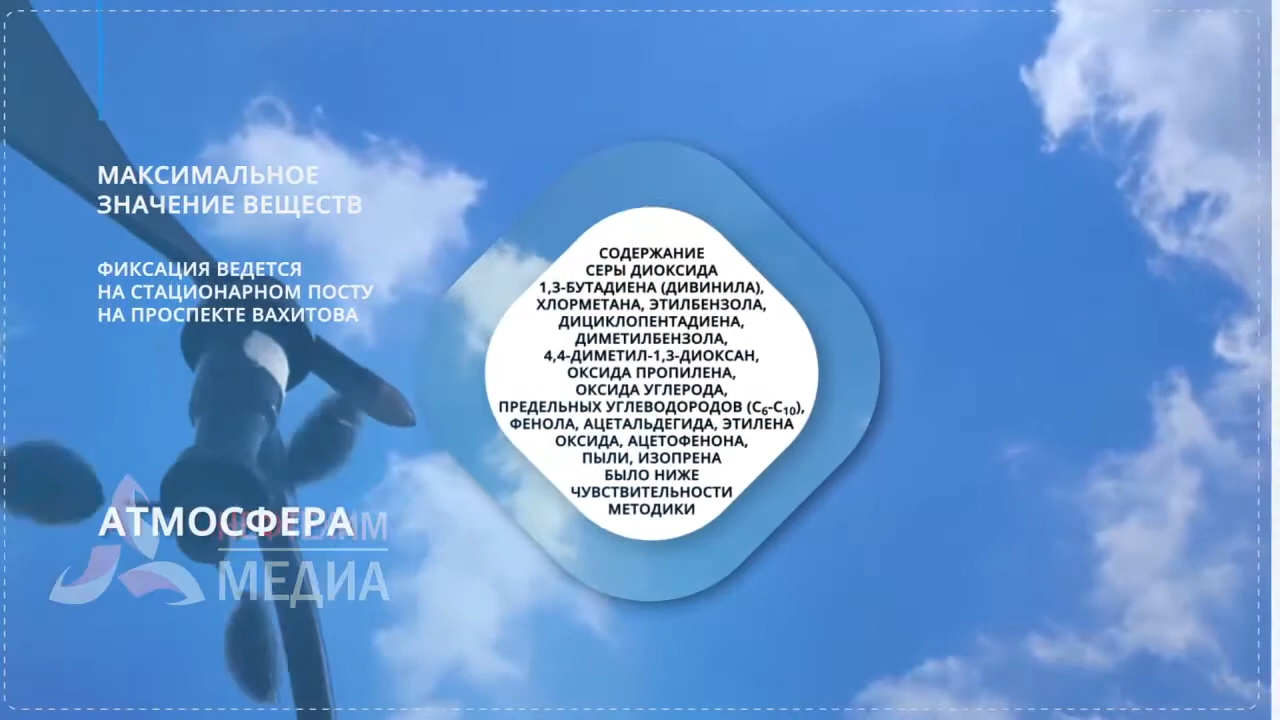 МАКСИМАЛЬНОЕ
ЗНАЧЕНИЕ ВЕЩЕСТВ
ФИКСАЦИЯ ВЕДЕТСЯ
НА СТАЦИОНАРНОМ ПОСТУ
НА ПРОСПЕКТЕ ВАХИТОВА
СОДЕРЖАНИЕ
СЕРЫ ДИОКСИДА
1,3-БУТАДИЕНА (ДИВИНИЛА),
ХЛОРМЕТАНА, ЭТИЛБЕНЗОЛА,
ДИЦИКЛОПЕНТАДИЕНА,
ДИМЕТИЛБЕНЗОЛА,
4,4-ДИМЕТИЛ-1,3-ДИОКСАН,
ОКСИДА ПРОПИЛЕНА,
ОКСИДА УГЛЕРОДА,
ПРЕДЕЛЬНЫХ УГЛЕВОДОРОДОВ (C₆-C₁₀),
ФЕНОЛА, АЦЕТАЛЬДЕГИДА, ЭТИЛЕНА
ОКСИДА, АЦЕТОФЕНОНА,
ПЫЛИ, ИЗОПРЕНА
БЫЛО НИЖЕ
ЧУВСТВИТЕЛЬНОСТИ
МЕТОДИКИ
АТМОСФЕРА
МЕДИА